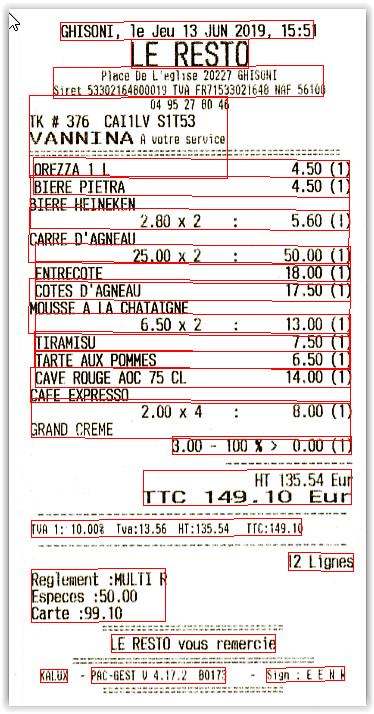 GHISONI, le Jeu 13 JUN 2019, 15:51
LE RESTO
Place De L'eglise 20227 GHISONI
Siret 53302164800019 TVA FR71533021648 NAF 5610
04 95 27 80 46
TK # 376 CAI1LV S1T53
VANNINA A votre service
OREZZA 1 L 4.50 (1)
BIERE PIETRA 4.50 (1)
BIERE HEINEKEN
2.80 x 2 : 5.60 (1)
CARRE D'AGNEAU
25.00 x 2 : 50.00 (1)
ENTRECOTE 18.00 (1)
COTES D'AGNEAU 17.50 (1)
MOUSSE A LA CHATAIGNE
6.50 x 2 : 13.00 (1)
TIRAMISU 7.50 (1)
TARTE AUX POMMES 6.50 (1)
CAVE ROUGE AOC 75 CL 14.00 (1)
CAFE EXPRESSO
2.00 x 4 : 8.00 (1)
GRAND CREME
3.00 - 100 % > 0.00 (1)
HT 135.54 Eur
TTC 149.10 Eur
TVA 1: 10.00% Tva:13.56 HT:135.54 TTC:149.10
12 Lignes
Reglement :MULTI R
Especes :50.00
Carte :99.10
LE RESTO vous remercie
KALUX - PAC-GEST V 4.17.2 B0173 - Sign : E E N K